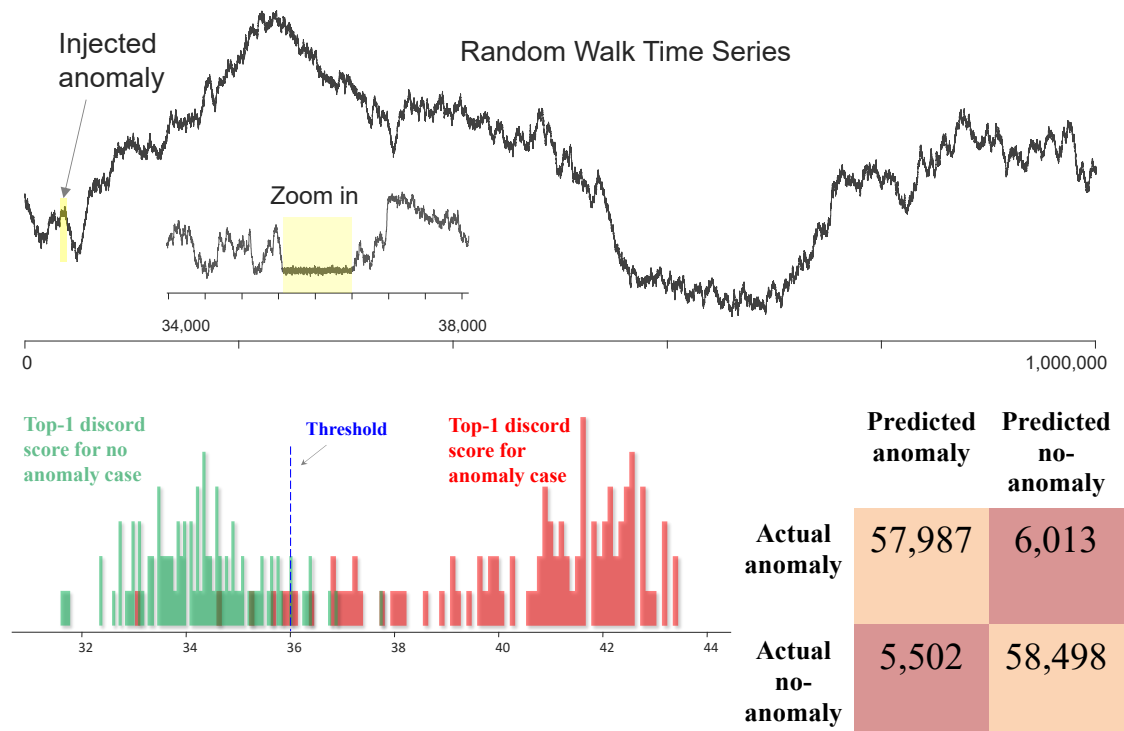 Injected
anomaly
Random Walk Time Series
Zoom in
34,000
38,000
0
1,000,000
Top-1 discord
score for no
anomaly case
Threshold
Top-1 discord
score for
anomaly case
32
34
36
38
40
42
44
Predicted
anomaly
Predicted
no-
anomaly
Actual
anomaly
57,987
6,013
Actual
no-
anomaly
5,502
58,498